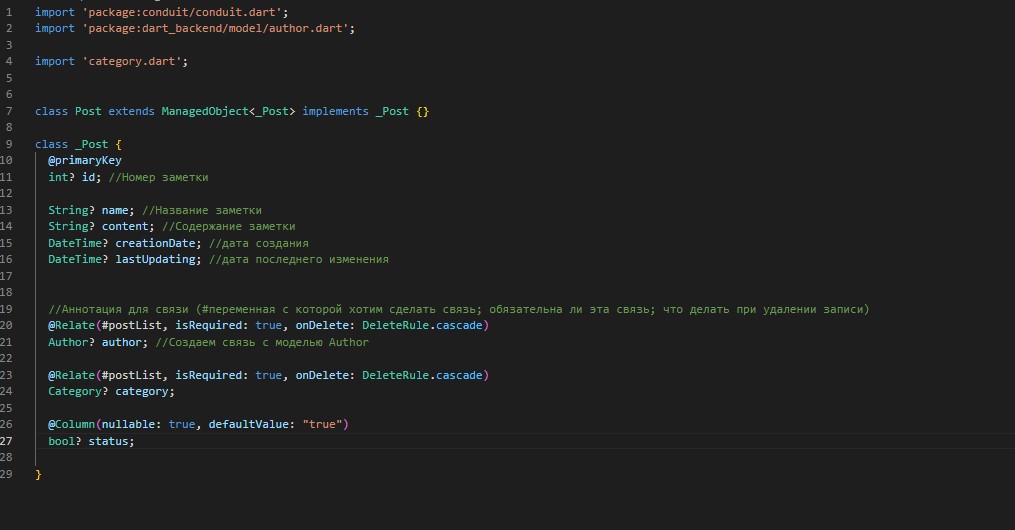 1 import 'package:conduit/conduit.dart';
2 import 'package:dart_backend/model/author.dart';
3
4 import 'category.dart';
5
6
7 class Post extends ManagedObject<_Post> implements _Post {}
8
9 class _Post {
10 @primaryKey
11 int? id; //Номер заметки
12
13 String? name; //Название заметки
14 String? content; //Содержание заметки
15 DateTime? creationDate; //дата создания
16 DateTime? lastUpdating; //дата последнего изменения
17
18
19 //Аннотация для связи (#переменная с которой хотим сделать связь; обязательна ли эта связь; что делать при удалении записи)
20 @Relate(#postList, isRequired: true, onDelete: DeleteRule.cascade)
21 Author? author; //Создаем связь с моделью Author
22
23 @Relate(#postList, isRequired: true, onDelete: DeleteRule.cascade)
24 Category? category;
25
26 @Column(nullable: true, defaultValue: "true")
27 bool? status;
28
29 }